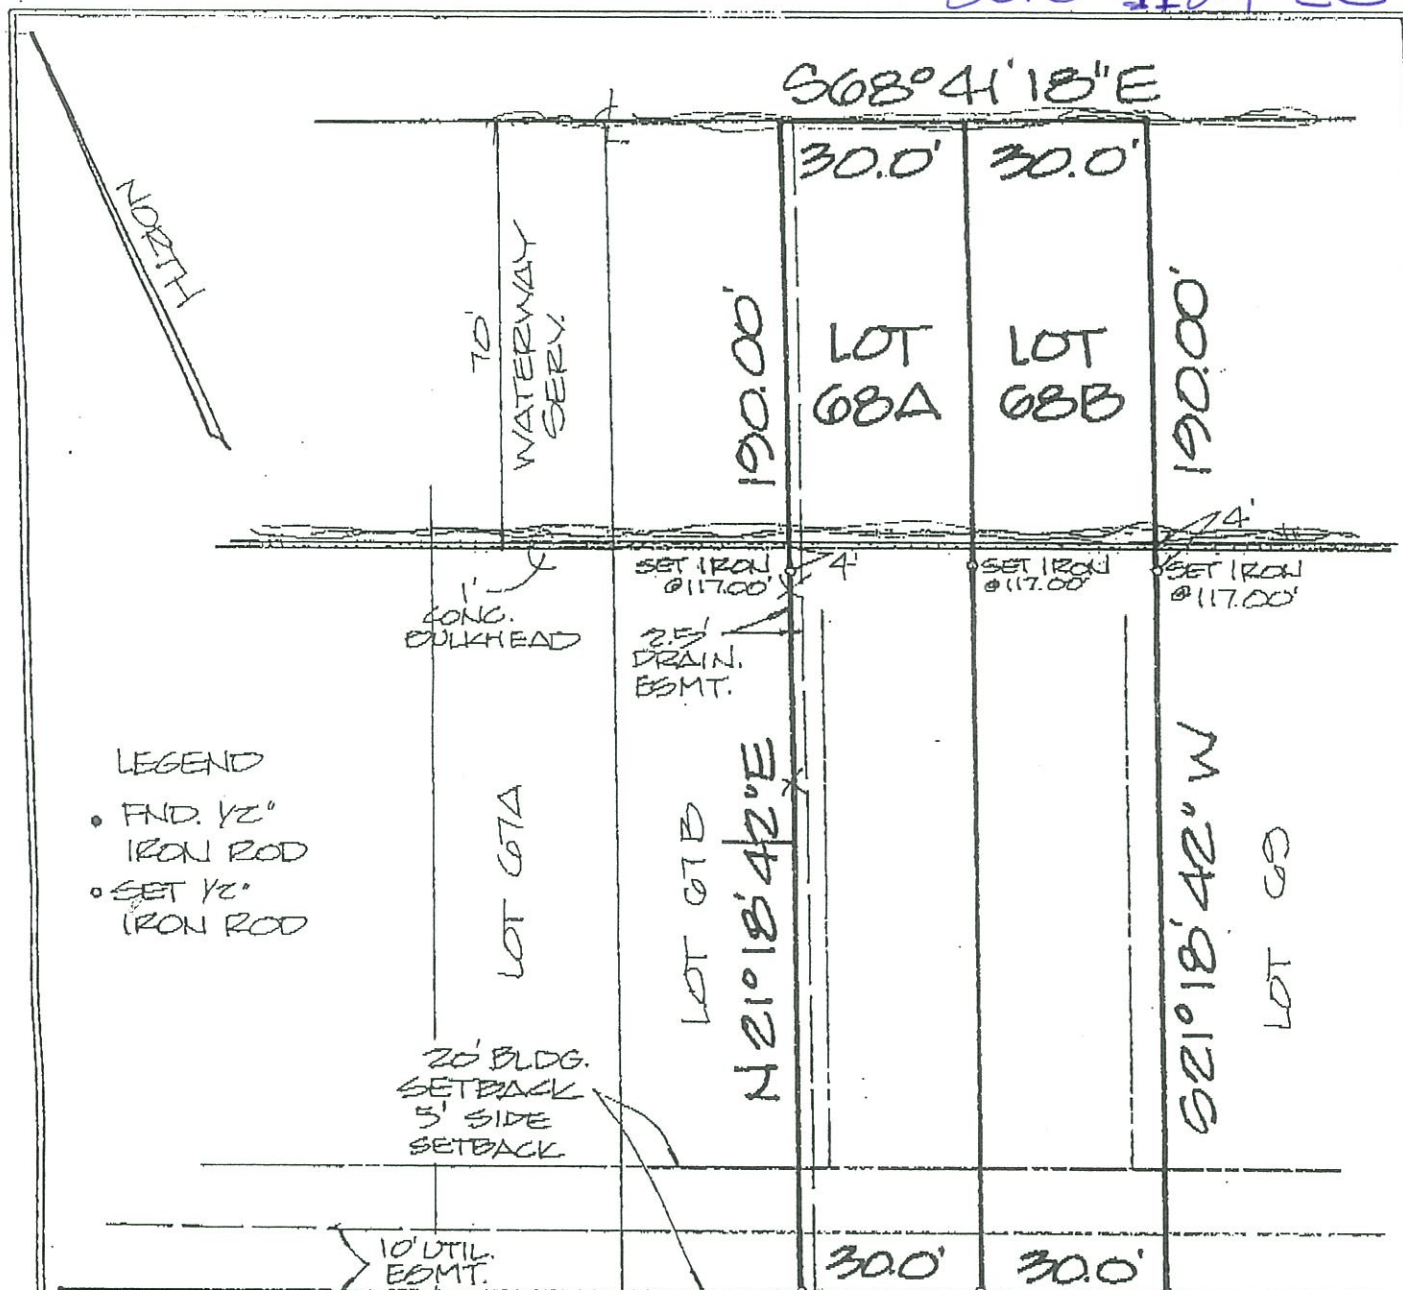 S68° 41' 18" E
30.0'
30.0'
NORTH
70'
WATERWAY
SERV.
190.00'
LOT
68A
LOT
68B
190.00'
4'
SET IRON
@117.00'
4'
SET IRON
@117.00'
SET IRON
@117.00'
1'
CONC.
BULKHEAD
2.5'
DRAIN.
ESMT.
LEGEND
FND. 1/2"
IRON ROD
SET 1/2"
IRON ROD
LOT 67A
LOT 67B
N 21° 18' 42" E
S21° 18' 42" W
LOT 69
20' BLDG.
SETBACK
5' SIDE
SETBACK
10' UTIL.
ESMT.
30.0'
30.0'